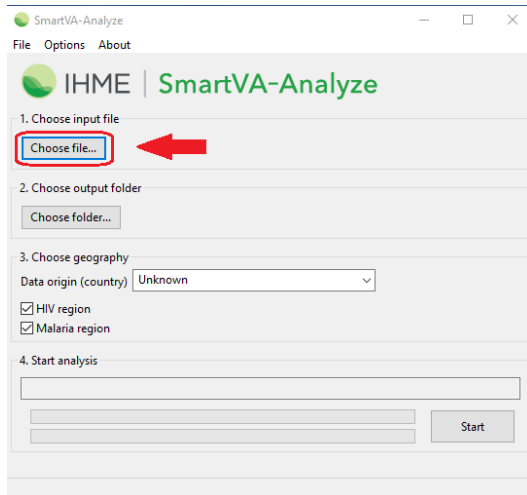 SmartVA-Analyze
File Options About
IHME | SmartVA-Analyze
1. Choose input file
Choose file...
2. Choose output folder
Choose folder...
3. Choose geography
Data origin (country) Unknown
HIV region
Malaria region
4. Start analysis
Start